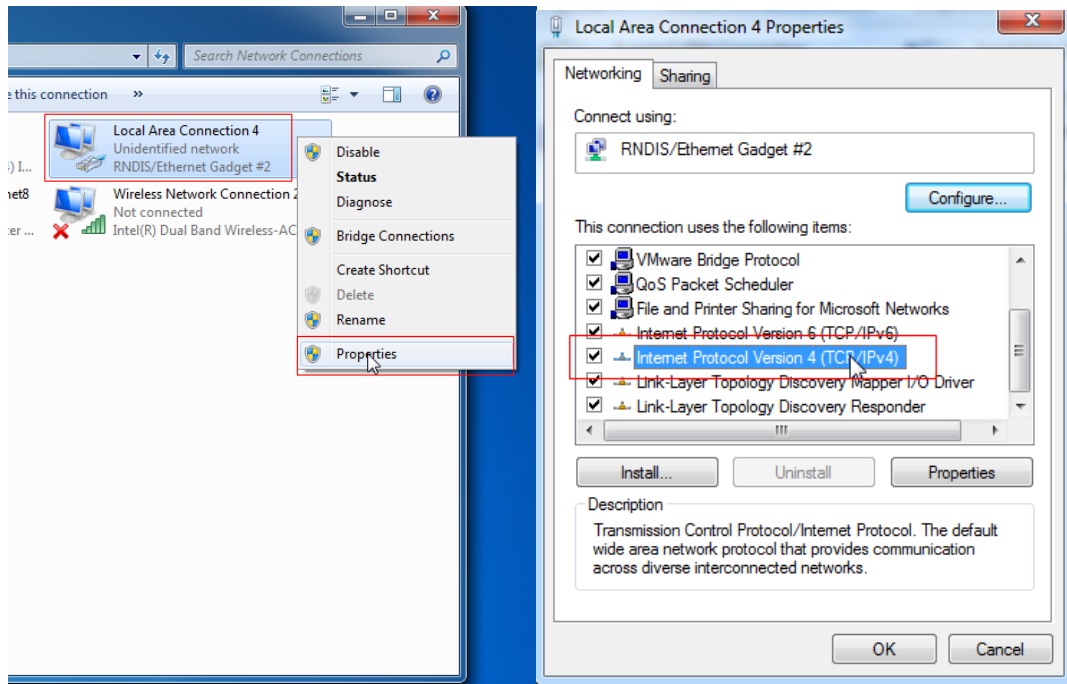 Search Network Connections
e this connection »
Local Area Connection 4
Unidentified network
RNDIS/Ethernet Gadget #2
) I...
net8
Wireless Network Connection 2
Not connected
Intel(R) Dual Band Wireless-AC
ter ...
Disable
Status
Diagnose
Bridge Connections
Create Shortcut
Delete
Rename
Properties
Local Area Connection 4 Properties
Networking
Sharing
Connect using:
RNDIS/Ethernet Gadget #2
Configure...
This connection uses the following items:
VMware Bridge Protocol
QoS Packet Scheduler
File and Printer Sharing for Microsoft Networks
Internet Protocol Version 6 (TCP/IPv6)
Internet Protocol Version 4 (TCP/IPv4)
Link-Layer Topology Discovery Mapper I/O Driver
Link-Layer Topology Discovery Responder
Install...
Uninstall
Properties
Description
Transmission Control Protocol/Internet Protocol. The default
wide area network protocol that provides communication
across diverse interconnected networks.
OK
Cancel